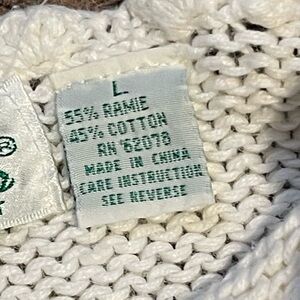 L
55% RAMIE
45% COTTON
RN 62078
MADE IN CHINA
CARE INSTRUCTION
SEE REVERSE
®